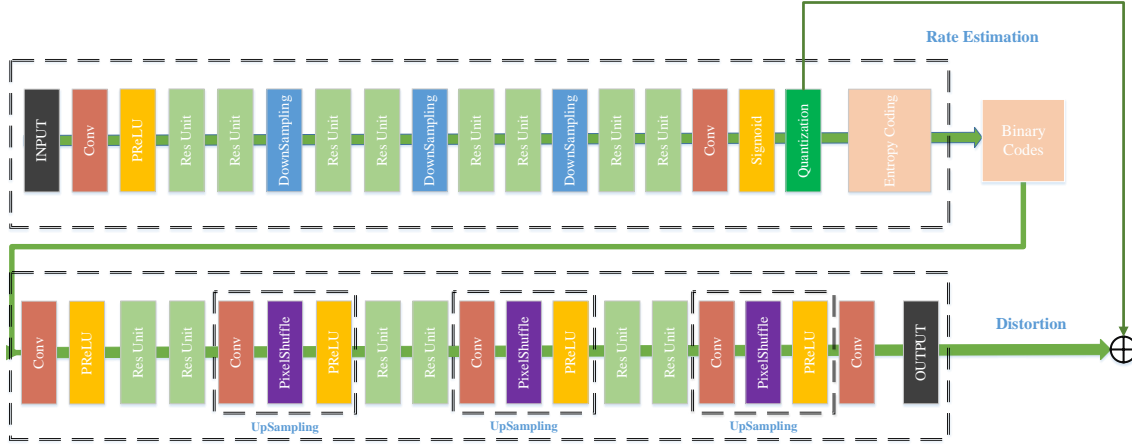 Rate Estimation
INPUT
Conv
PReLU
Res Unit
Res Unit
DownSampling
Res Unit
Res Unit
DownSampling
Res Unit
Res Unit
DownSampling
Res Unit
Res Unit
Conv
Sigmoid
Quantization
Entropy Coding
Binary
Codes
Conv
PReLU
Res Unit
Res Unit
Conv
PixelShuffle
PReLU
UpSampling
Res Unit
Res Unit
Conv
PixelShuffle
PReLU
UpSampling
Res Unit
Res Unit
Conv
PixelShuffle
PReLU
UpSampling
Conv
OUTPUT
Distortion